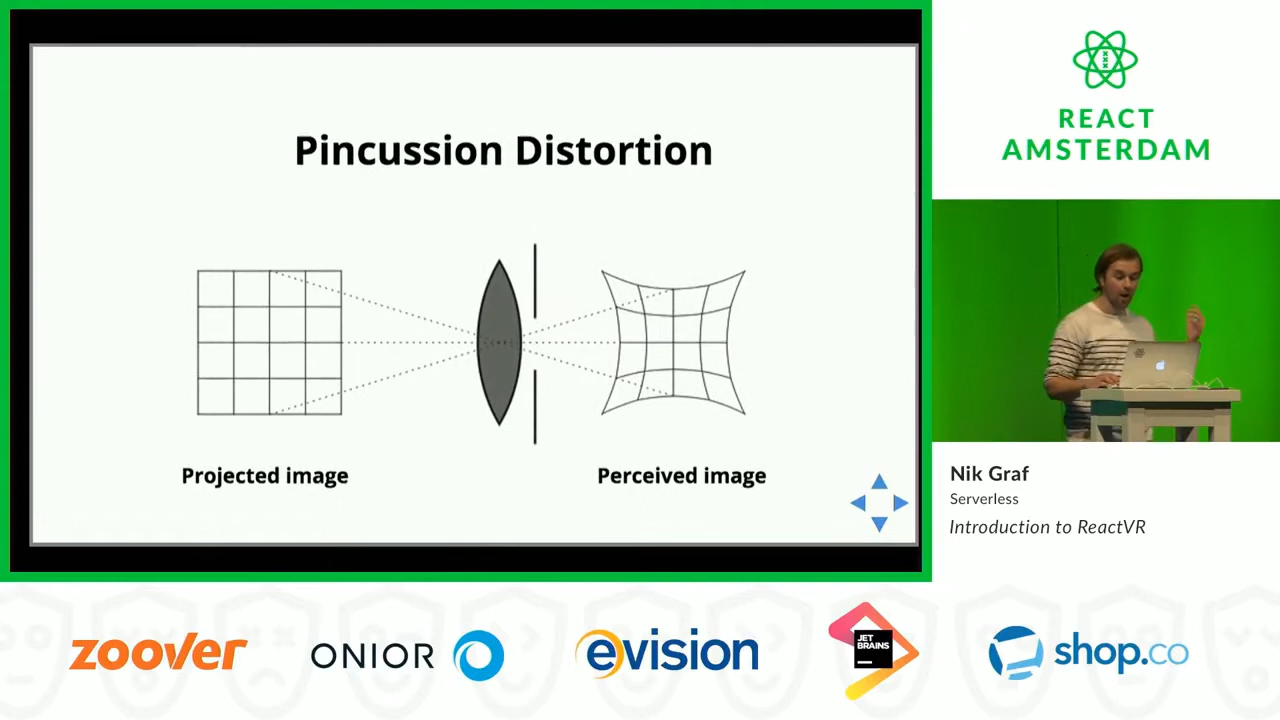 Pincussion Distortion
Projected image
Perceived image
REACT
AMSTERDAM
Nik Graf
Serverless
Introduction to ReactVR
zoover
ONIOR
evision
JET
BRAINS
shop.co